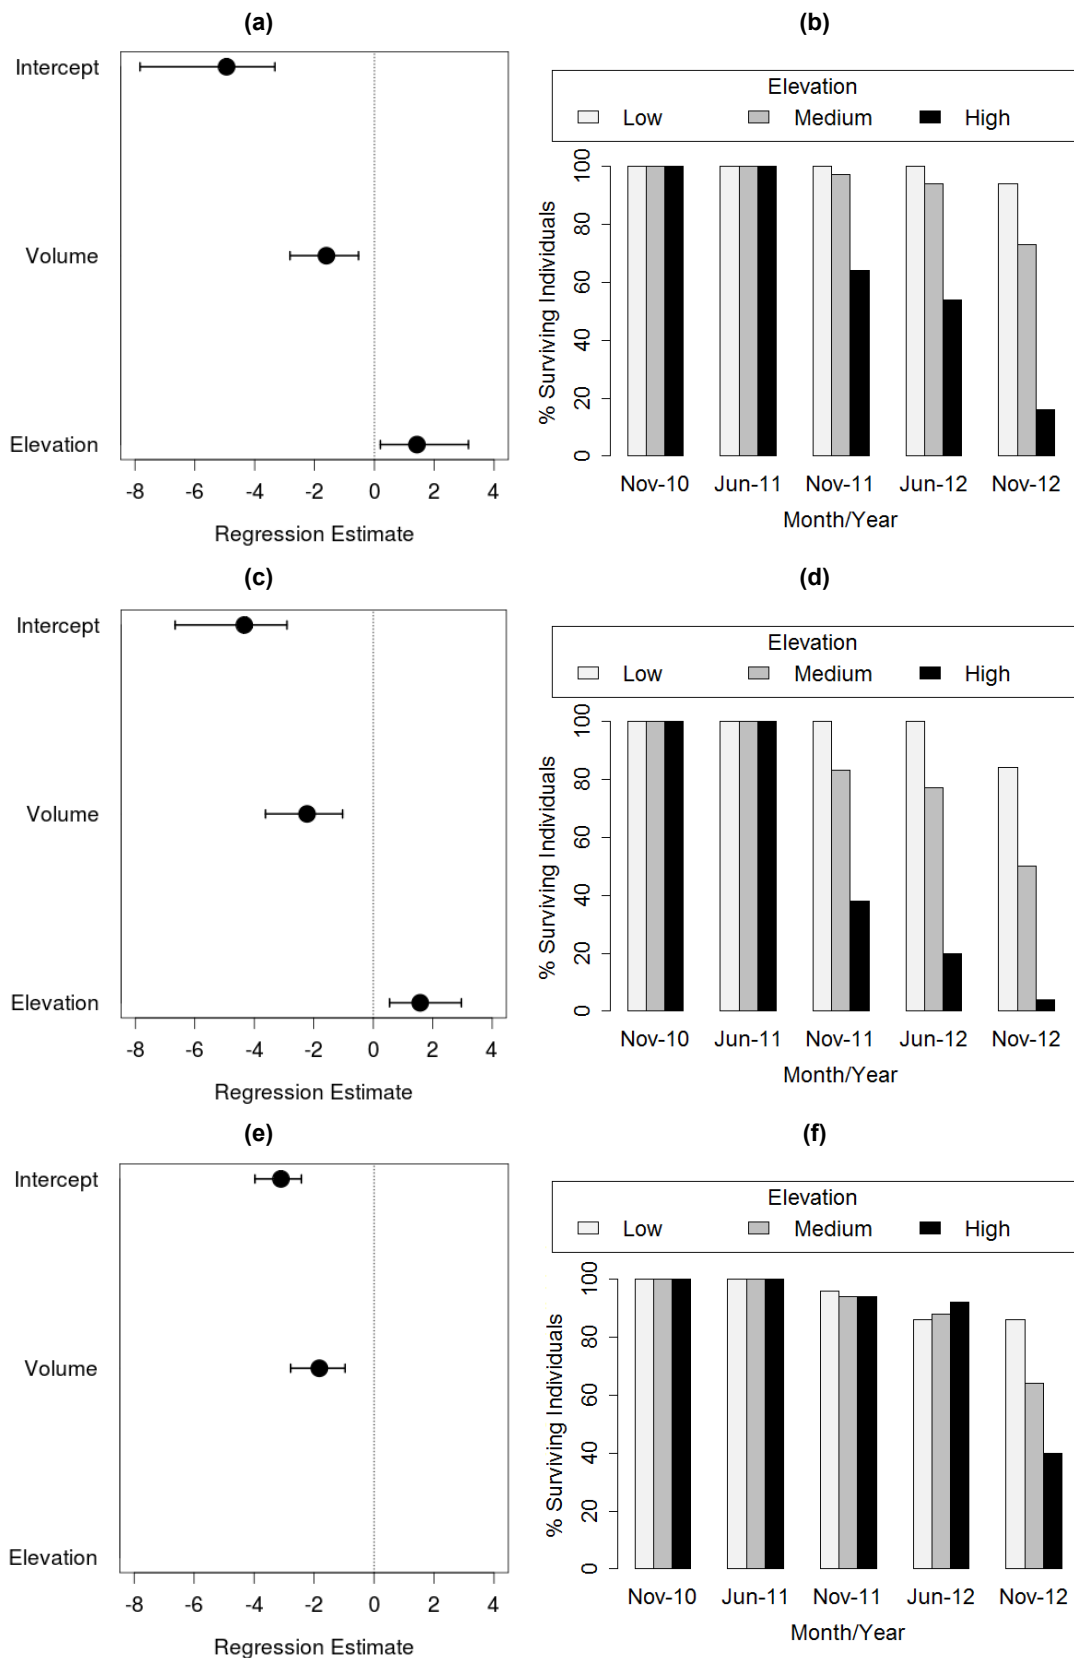 (a)
Intercept
Volume
Elevation
-8 -6 -4 -2 0 2 4
Regression Estimate
(b)
Elevation
Low Medium High
% Surviving Individuals
100
80
60
40
20
0
Nov-10 Jun-11 Nov-11 Jun-12 Nov-12
Month/Year
(c)
Intercept
Volume
Elevation
-8 -6 -4 -2 0 2 4
Regression Estimate
(d)
Elevation
Low Medium High
% Surviving Individuals
100
80
60
40
20
0
Nov-10 Jun-11 Nov-11 Jun-12 Nov-12
Month/Year
(e)
Intercept
Volume
Elevation
-8 -6 -4 -2 0 2 4
Regression Estimate
(f)
Elevation
Low Medium High
% Surviving Individuals
100
80
60
40
20
0
Nov-10 Jun-11 Nov-11 Jun-12 Nov-12
Month/Year